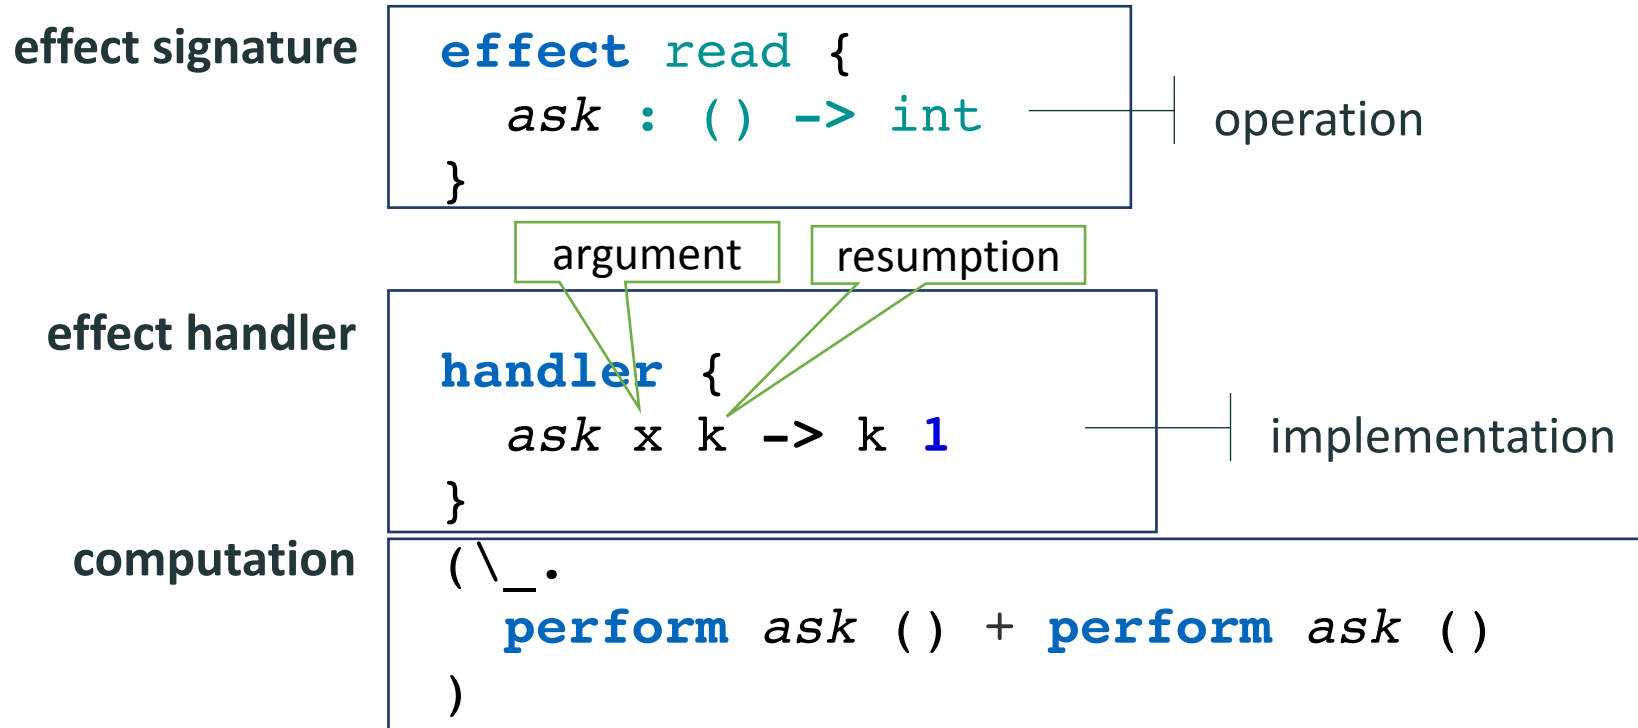 effect signature
effect read {
ask : () -> int
}
operation
argument
resumption
effect handler
handler {
ask x k -> k 1
}
implementation
computation
(\_.
perform ask () + perform ask ()
)